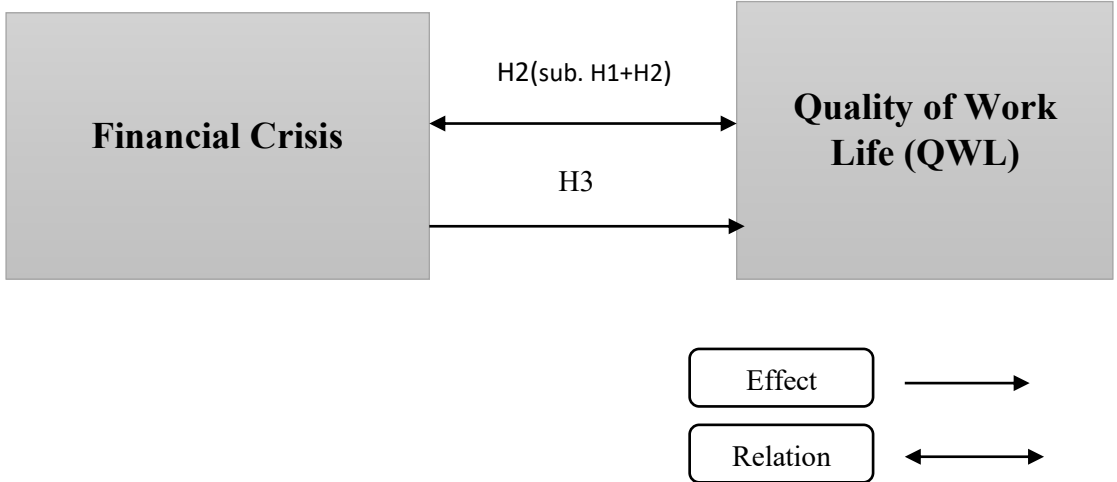 H2(sub. H1+H2)
Financial Crisis
Quality of Work
Life (QWL)
H3
Effect
Relation